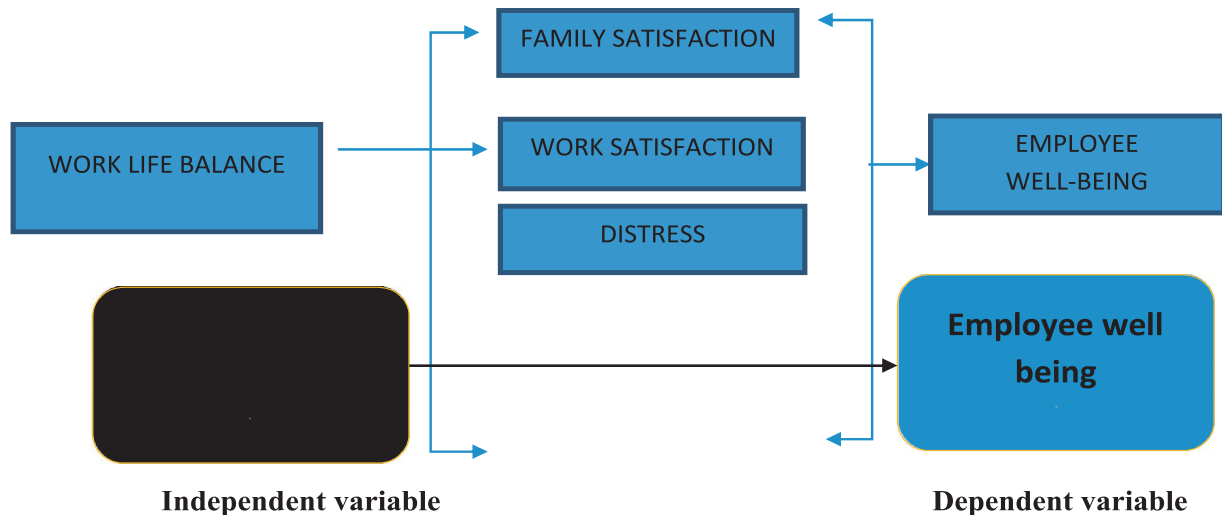 FAMILY SATISFACTION
WORK LIFE BALANCE
WORK SATISFACTION
EMPLOYEE
WELL-BEING
DISTRESS
Employee well
being
Independent variable
Dependent variable